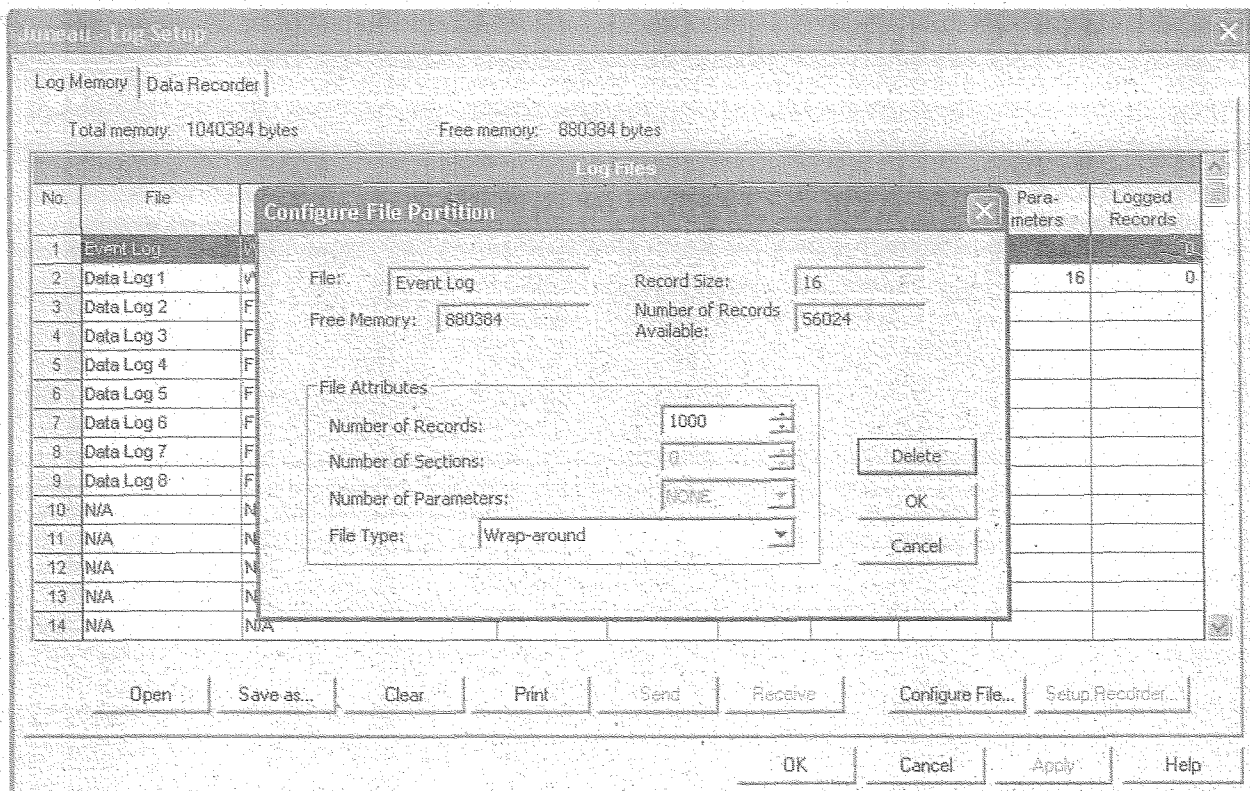 Juneau - Log Setup
Log Memory
Data Recorder
Total memory: 1040384 bytes
Free memory: 880384 bytes
Log Files
No.
File
Para-
meters
Logged
Records
1 Event Log W 0
2 Data Log 1 W 16 0
3 Data Log 2 F
4 Data Log 3 F
5 Data Log 4 F
6 Data Log 5 F
7 Data Log 6 F
8 Data Log 7 F
9 Data Log 8 F
10 N/A N
11 N/A N
12 N/A N
13 N/A N
14 N/A N/A
Configure File Partition
File: Event Log
Record Size: 16
Free Memory: 880384
Number of Records
Available: 56024
File Attributes
Number of Records: 1000
Number of Sections: 0
Number of Parameters: NONE
File Type: Wrap-around
Delete
OK
Cancel
Open
Save as...
Clear
Print
Send
Receive
Configure File...
Setup Recorder...
OK
Cancel
Apply
Help